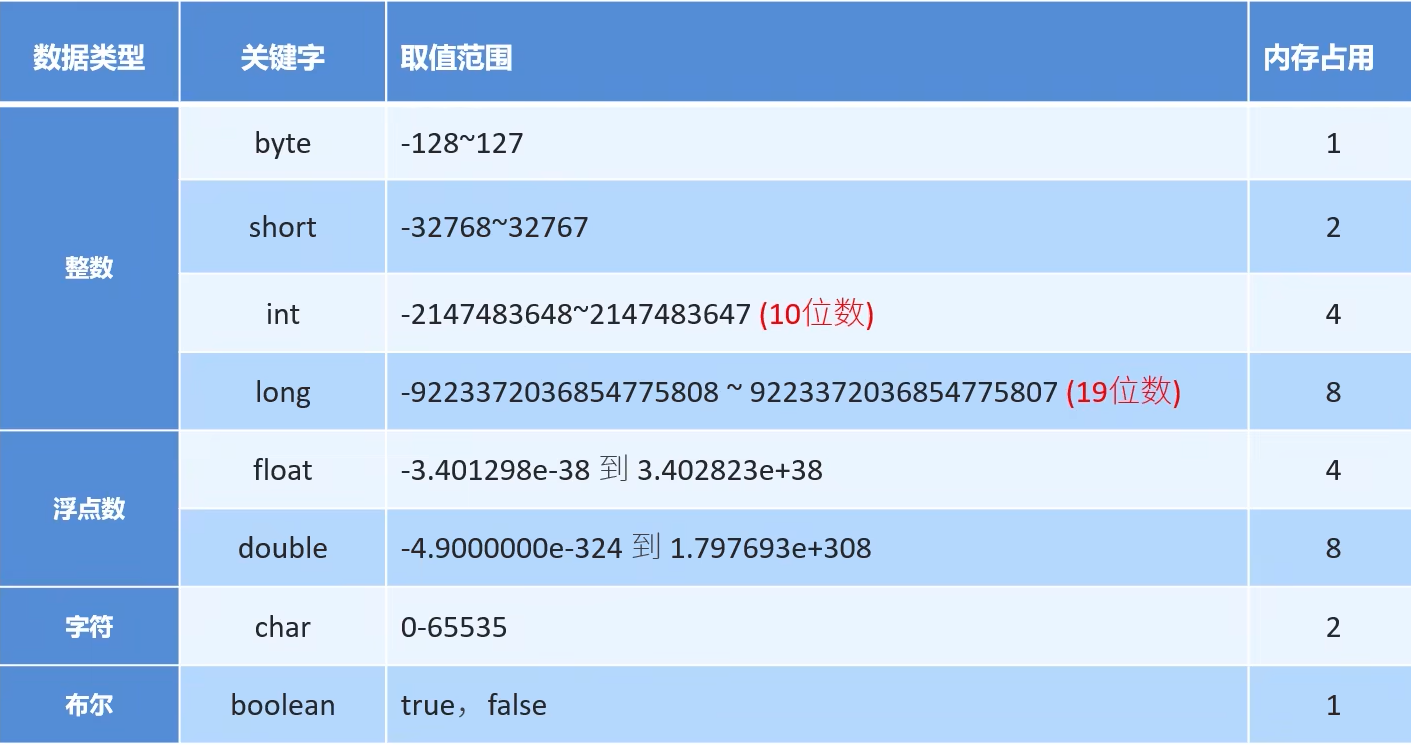 数据类型 关键字 取值范围 内存占用
整数 byte -128~127 1
short -32768~32767 2
int -2147483648~2147483647 (10位数) 4
long -9223372036854775808 ~ 9223372036854775807 (19位数) 8
浮点数 float -3.401298e-38 到 3.402823e+38 4
double -4.9000000e-324 到 1.797693e+308 8
字符 char 0-65535 2
布尔 boolean true，false 1